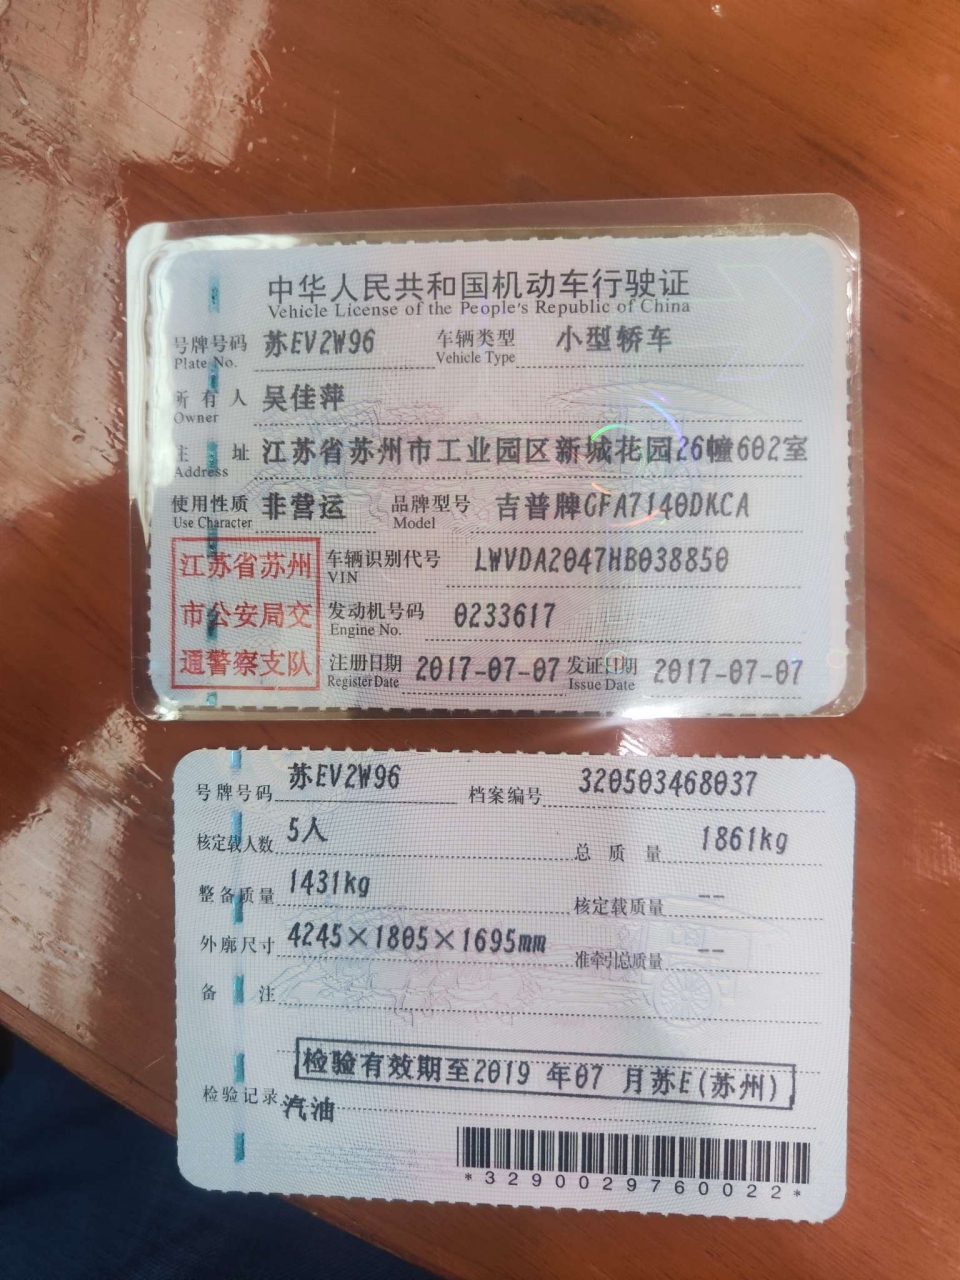 中华人民共和国机动车行驶证
Vehicle License of the People's Republic of China
号牌号码 苏EV2W96 车辆类型 小型轿车
Plate No. Vehicle Type
所有人 吴佳萍
Owner
住址 江苏省苏州市工业园区新城花园26幢602室
Address
使用性质 非营运 品牌型号 吉普牌GFA7140DKCA
Use Character Model
江苏省苏州
市公安局交
通警察支队
车辆识别代号 LWVDA2047HB038850
VIN
发动机号码 0233617
Engine No.
注册日期 2017-07-07 发证日期 2017-07-07
Register Date Issue Date
号牌号码 苏EV2W96 档案编号 320503468037
核定载人数 5人 总质量 1861kg
整备质量 1431kg 核定载质量 --
外廓尺寸 4245×1805×1695mm 准牵引总质量 --
备注
检验有效期至2019 年07 月苏E(苏州)
检验记录 汽油
*3290029760022*